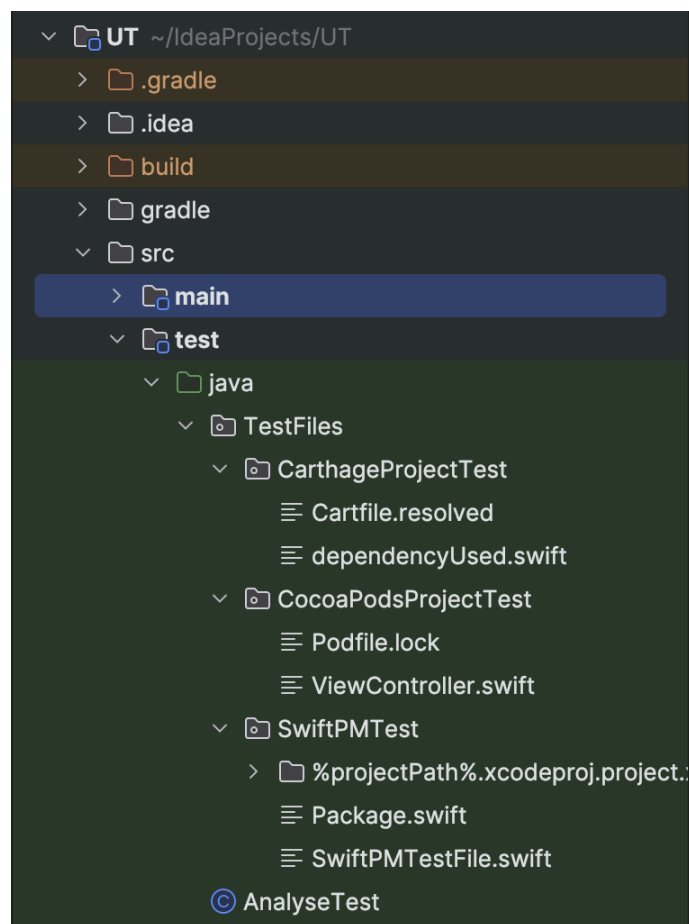 UT ~/IdeaProjects/UT
.gradle
.idea
build
gradle
src
main
test
java
TestFiles
CarthageProjectTest
Cartfile.resolved
dependencyUsed.swift
CocoaPodsProjectTest
Podfile.lock
ViewController.swift
SwiftPMTest
%projectPath%.xcodeproj.project.
Package.swift
SwiftPMTestFile.swift
AnalyseTest